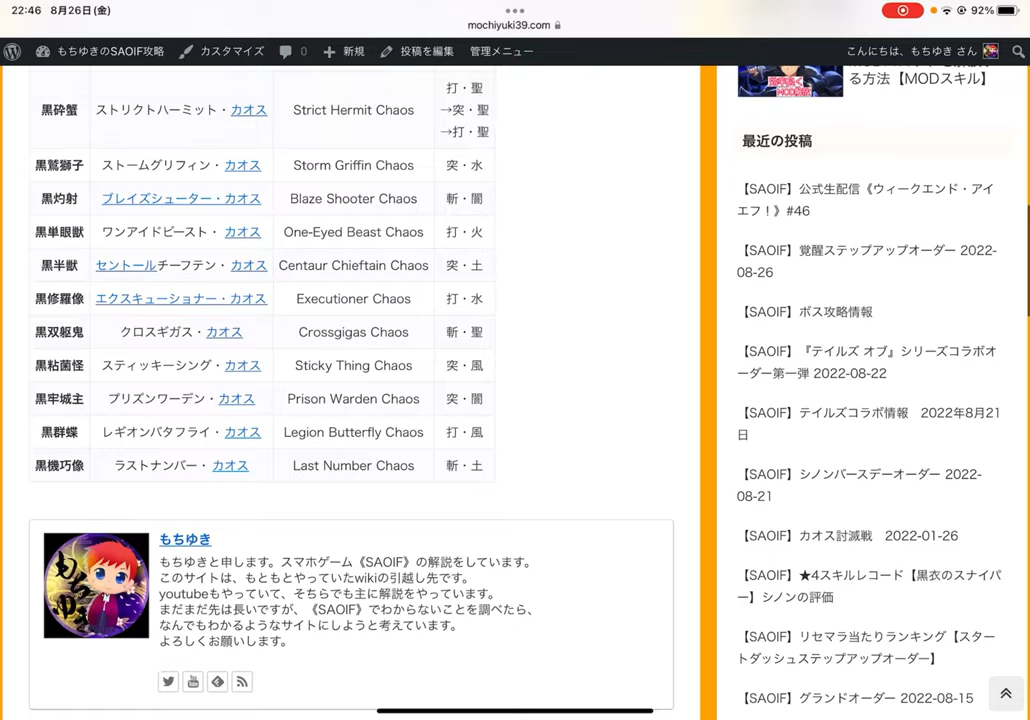 22:46 8月26日(金)
mochiyuki39.com
92%
もちゆきのSAOIF攻略 カスタマイズ 0 新規 投稿を編集 管理メニュー
こんにちは、もちゆき さん
黒砕蟹 ストリクトハーミット・カオス Strict Hermit Chaos 打・聖
→突・聖
→打・聖
黒鷲獅子 ストームグリフィン・カオス Storm Griffin Chaos 突・水
黒灼射 ブレイズシューター・カオス Blaze Shooter Chaos 斬・闇
黒単眼獣 ワンアイドビースト・カオス One-Eyed Beast Chaos 打・火
黒半獣 セントールチーフテン・カオス Centaur Chieftain Chaos 突・土
黒修羅像 エクスキューショナー・カオス Executioner Chaos 打・水
黒双躯鬼 クロスギガス・カオス Crossgigas Chaos 斬・聖
黒粘菌怪 スティッキーシング・カオス Sticky Thing Chaos 突・風
黒牢城主 プリズンワーデン・カオス Prison Warden Chaos 突・闇
黒群蝶 レギオンバタフライ・カオス Legion Butterfly Chaos 打・風
黒機巧像 ラストナンバー・カオス Last Number Chaos 斬・土
もちゆき
もちゆきと申します。スマホゲーム《SAOIF》の解説をしています。
このサイトは、もともとやっていたwikiの引越し先です。
youtubeもやっていて、そちらでも主に解説をやっています。
まだまだ先は長いですが、《SAOIF》でわからないことを調べたら、
なんでもわかるようなサイトにしようと考えています。
よろしくお願いします。
る方法【MODスキル】
最近の投稿
【SAOIF】公式生配信《ウィークエンド・アイ
エフ！》#46
【SAOIF】覚醒ステップアップオーダー 2022-
08-26
【SAOIF】ボス攻略情報
【SAOIF】『テイルズ オブ』シリーズコラボオ
ーダー第一弾 2022-08-22
【SAOIF】テイルズコラボ情報 2022年8月21
日
【SAOIF】シノンバースデーオーダー 2022-
08-21
【SAOIF】カオス討滅戦 2022-01-26
【SAOIF】★4スキルレコード【黒衣のスナイパ
ー】シノンの評価
【SAOIF】リセマラ当たりランキング【スター
トダッシュステップアップオーダー】
【SAOIF】グランドオーダー 2022-08-15